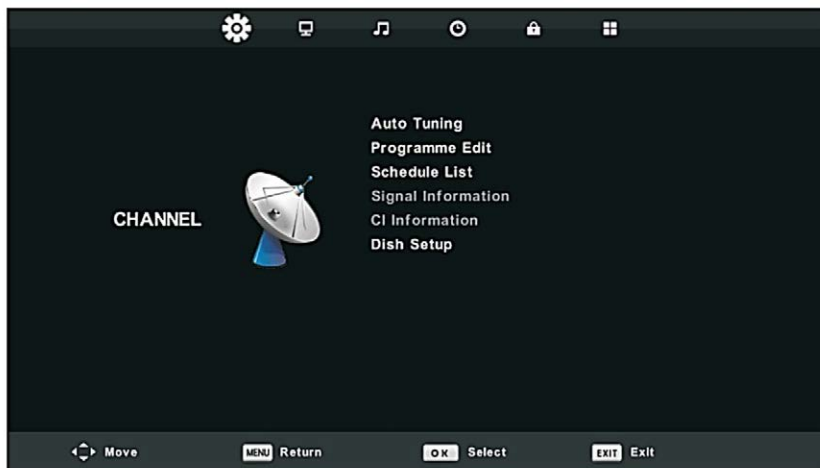 Auto Tuning
Programme Edit
Schedule List
Signal Information
CI Information
Dish Setup
CHANNEL
Move MENU Return OK Select EXIT Exit